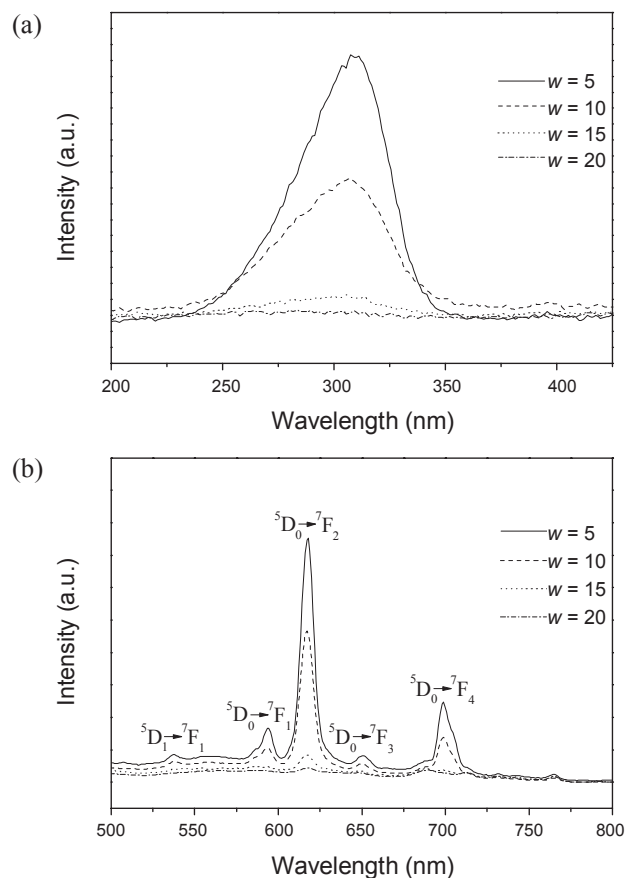 (a)
Intensity (a.u.)
w = 5
w = 10
w = 15
w = 20
200 250 300 350 400
Wavelength (nm)
(b)
Intensity (a.u.)
⁵D₀→⁷F₂
w = 5
w = 10
w = 15
w = 20
⁵D₁→⁷F₁
⁵D₀→⁷F₁
⁵D₀→⁷F₃
⁵D₀→⁷F₄
500 550 600 650 700 750 800
Wavelength (nm)